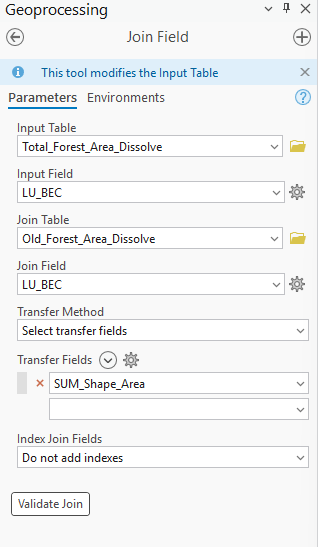 Geoprocessing
Join Field
This tool modifies the Input Table
Parameters Environments
Input Table
Total_Forest_Area_Dissolve
Input Field
LU_BEC
Join Table
Old_Forest_Area_Dissolve
Join Field
LU_BEC
Transfer Method
Select transfer fields
Transfer Fields
SUM_Shape_Area
Index Join Fields
Do not add indexes
Validate Join